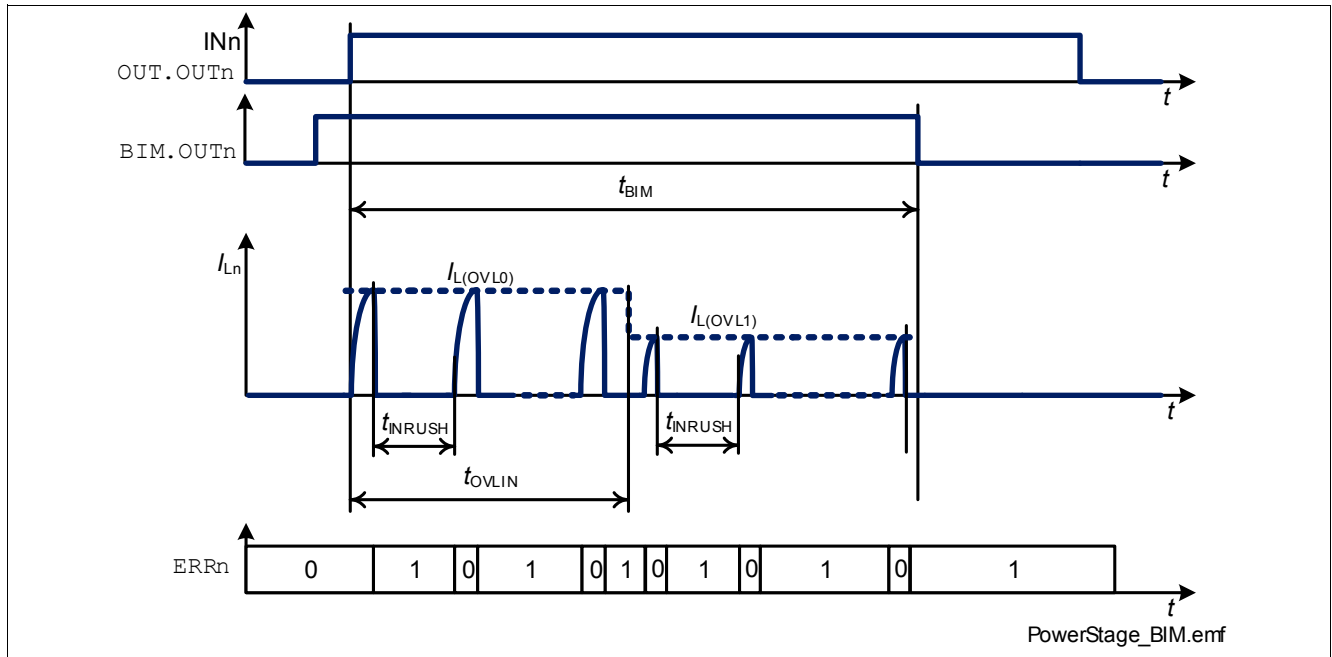 INn
OUT.OUTn
t
BIM.OUTn
t
tBIM
ILn
IL(OVL0)
IL(OVL1)
t
tINRUSH
tINRUSH
tOVLIN
ERRn
0 1 0 1 0 1 0 1 0 1 0 1
t
PowerStage_BIM.emf